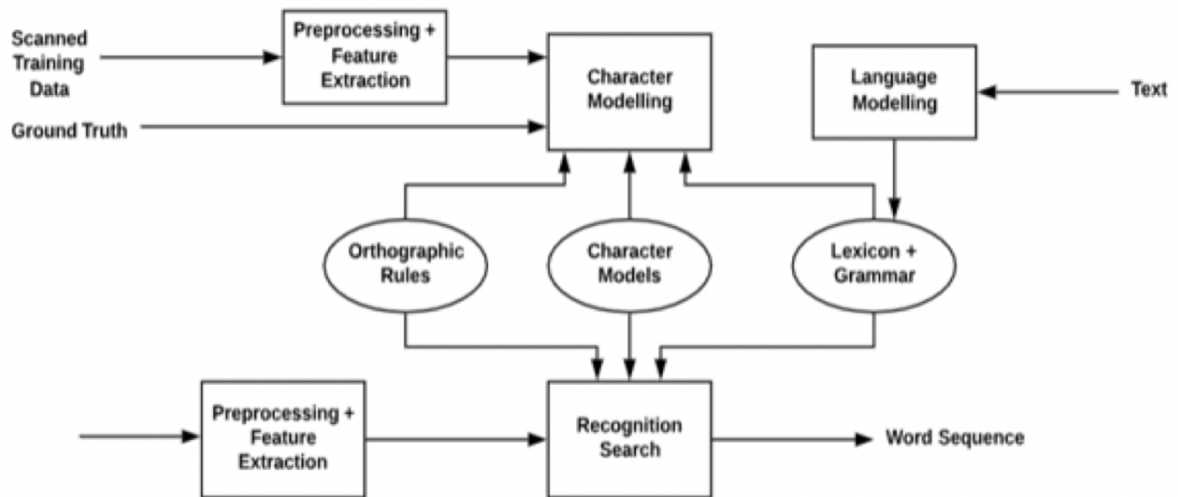 Scanned
Training
Data
Preprocessing +
Feature
Extraction
Ground Truth
Character
Modelling
Language
Modelling
Text
Orthographic
Rules
Character
Models
Lexicon +
Grammar
Preprocessing +
Feature
Extraction
Recognition
Search
Word Sequence